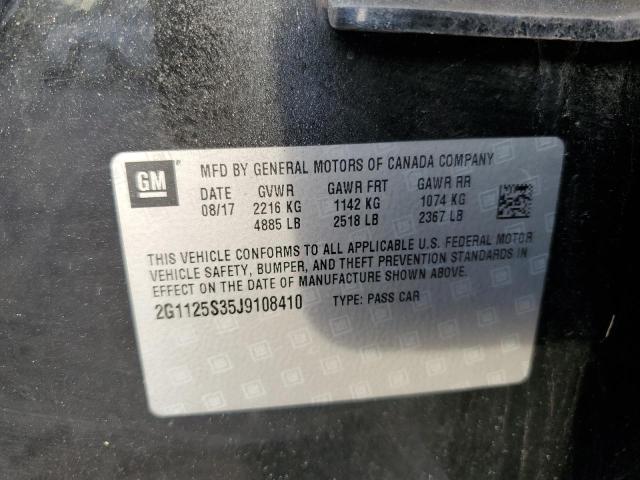 GM
MFD BY GENERAL MOTORS OF CANADA COMPANY
DATE GVWR GAWR FRT GAWR RR
08/17 2216 KG 1142 KG 1074 KG
4885 LB 2518 LB 2367 LB
THIS VEHICLE CONFORMS TO ALL APPLICABLE U.S. FEDERAL MOTOR
VEHICLE SAFETY, BUMPER, AND THEFT PREVENTION STANDARDS IN
EFFECT ON THE DATE OF MANUFACTURE SHOWN ABOVE.
2G1125S35J9108410 TYPE: PASS CAR